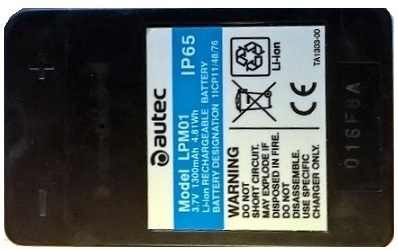 autec
Model LPM01 IP65
3.7V 1300mAh 4.81Wh
Li-Ion RECHARGEABLE BATTERY
BATTERY DESIGNATION 1ICP11/48/76
DO NOT
SHORT CIRCUIT.
MAY EXPLODE IF
DISPOSED IN FIRE.
DO NOT
DISASSEMBLE.
USE SPECIFIC
CHARGER ONLY.
CE
Li-Ion
TA1303-00
016F8A
+
-